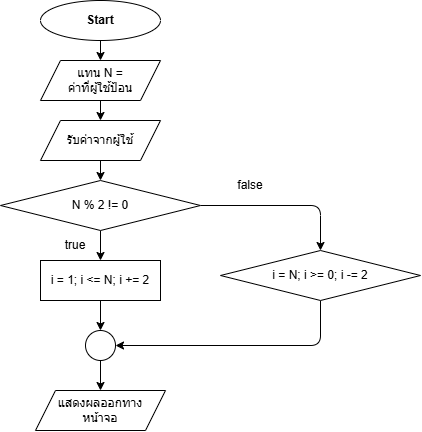 Start
แทน N =
ค่าที่ผู้ใช้ป้อน
รับค่าจากผู้ใช้
N % 2 != 0
false
true
i = 1; i <= N; i += 2
i = N; i >= 0; i -= 2
แสดงผลออกทาง
หน้าจอ